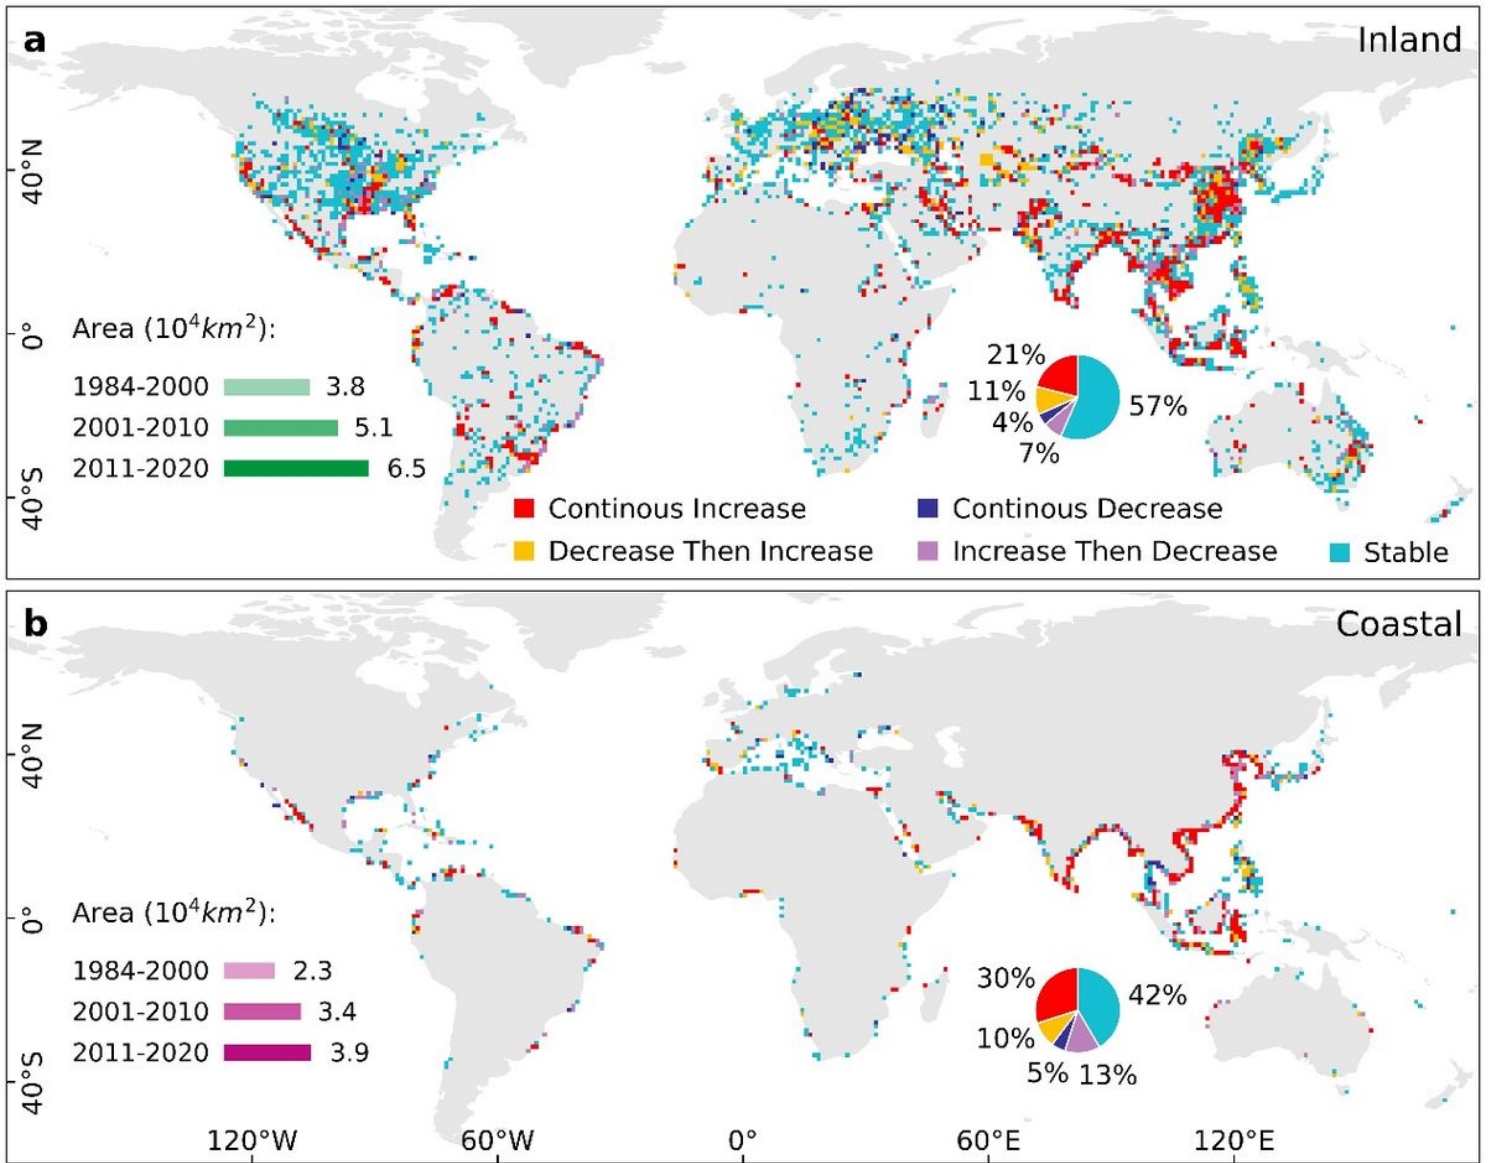 a
Inland
40°N
0°
40°S
Area (10⁴km²):
1984-2000 3.8
2001-2010 5.1
2011-2020 6.5
21%
11%
4%
7%
57%
Continous Increase
Continous Decrease
Decrease Then Increase
Increase Then Decrease
Stable
b
Coastal
40°N
0°
40°S
Area (10⁴km²):
1984-2000 2.3
2001-2010 3.4
2011-2020 3.9
30%
42%
10%
5%
13%
120°W
60°W
0°
60°E
120°E